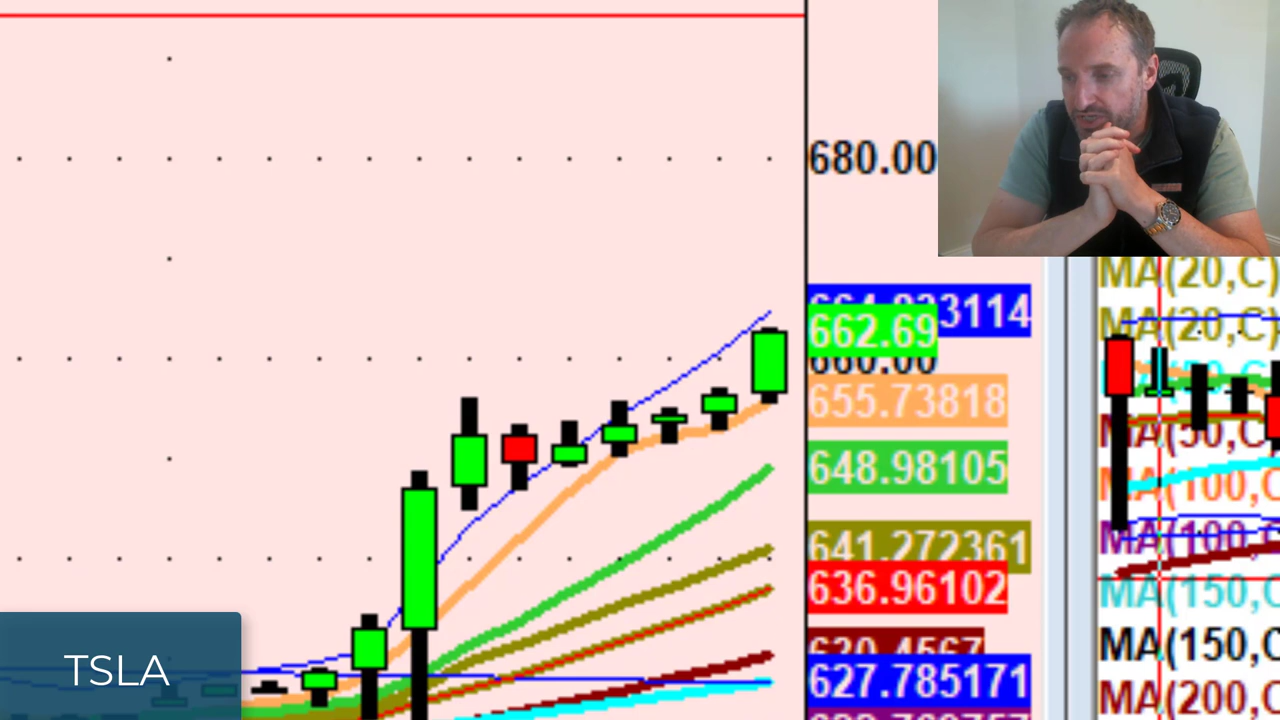 680.00
662.69
655.73818
648.98105
641.272361
636.96102
627.785171
MA(20,C)
MA(20,C)
MA(50,C
MA(100,C
MA(100,C
MA(150,C
MA(150,C
MA(200,C
TSLA